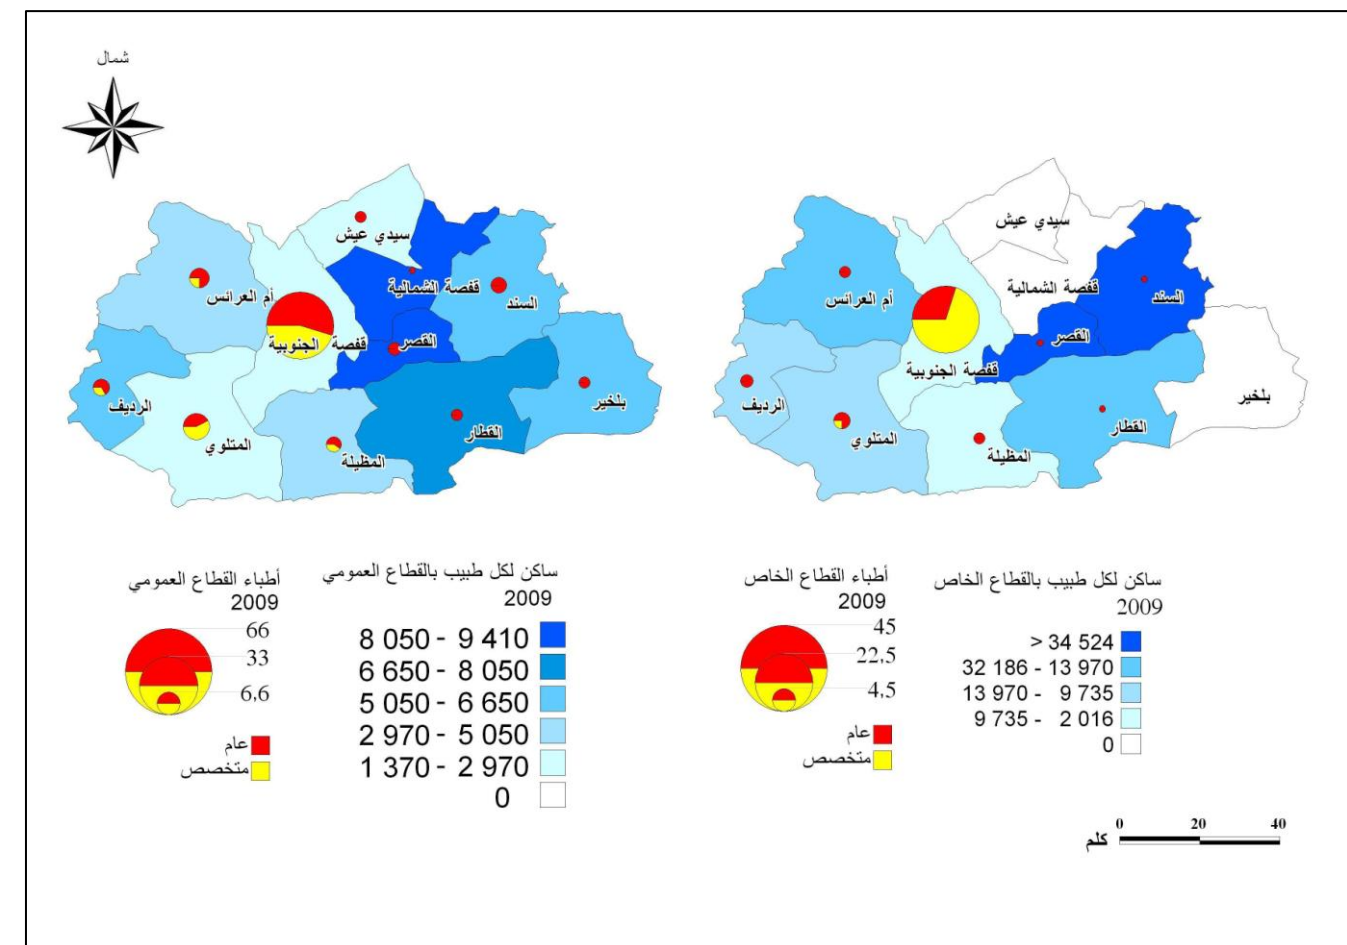 شمال
سيدي عيش
قفصة الشمالية
أم العرائس
السند
قفصة الجنوبية
القصر
الرديف
بلخير
المتلوي
القطار
المظيلة
سيدي عيش
قفصة الشمالية
أم العرائس
السند
القصر
قفصة الجنوبية
الرديف
بلخير
المتلوي
القطار
المظيلة
أطباء القطاع العمومي
2009
66
33
6,6
عام
متخصص
ساكن لكل طبيب بالقطاع العمومي
2009
8 050 - 9 410
6 650 - 8 050
5 050 - 6 650
2 970 - 5 050
1 370 - 2 970
0
أطباء القطاع الخاص
2009
45
22,5
4,5
عام
متخصص
ساكن لكل طبيب بالقطاع الخاص
2009
> 34 524
32 186 - 13 970
13 970 - 9 735
9 735 - 2 016
0
0 20 40
كلم